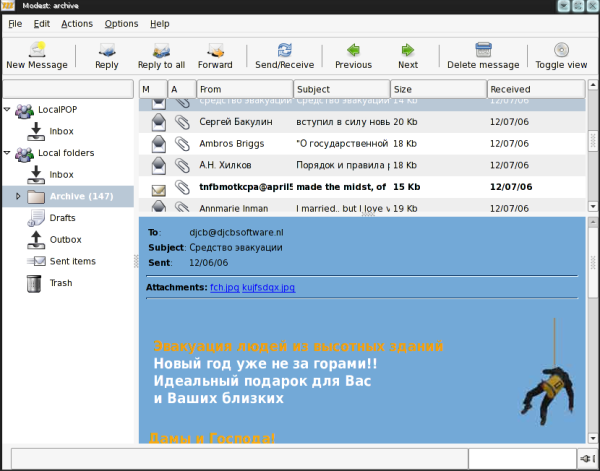 Modest: archive
File Edit Actions Options Help
New Message Reply Reply to all Forward Send/Receive Previous Next Delete message Toggle view
LocalPOP
Inbox
Local folders
Inbox
Archive (147)
Drafts
Outbox
Sent items
Trash
M A From Subject Size Received
Средство эвакуации Средство эвакуации 14 Kb 12/07/06
Сергей Бакулин вступил в силу новы 20 Kb 12/07/06
Ambros Briggs "О государственной 18 Kb 12/07/06
А.Н. Хилков Порядок и правила р 18 Kb 12/07/06
tnfbmotkcpa@april5 made the midst, of 15 Kb 12/07/06
Annmarie Inman I married.. but I love v 19 Kb 12/07/06
To: djcb@djcbsoftware.nl
Subject: Средство эвакуации
Sent: 12/06/06
Attachments: fch.jpg kujfsdqx.jpg
Эвакуация людей из высотных зданий
Новый год уже не за горами!!
Идеальный подарок для Вас
и Ваших близких
Дамы и Господа!